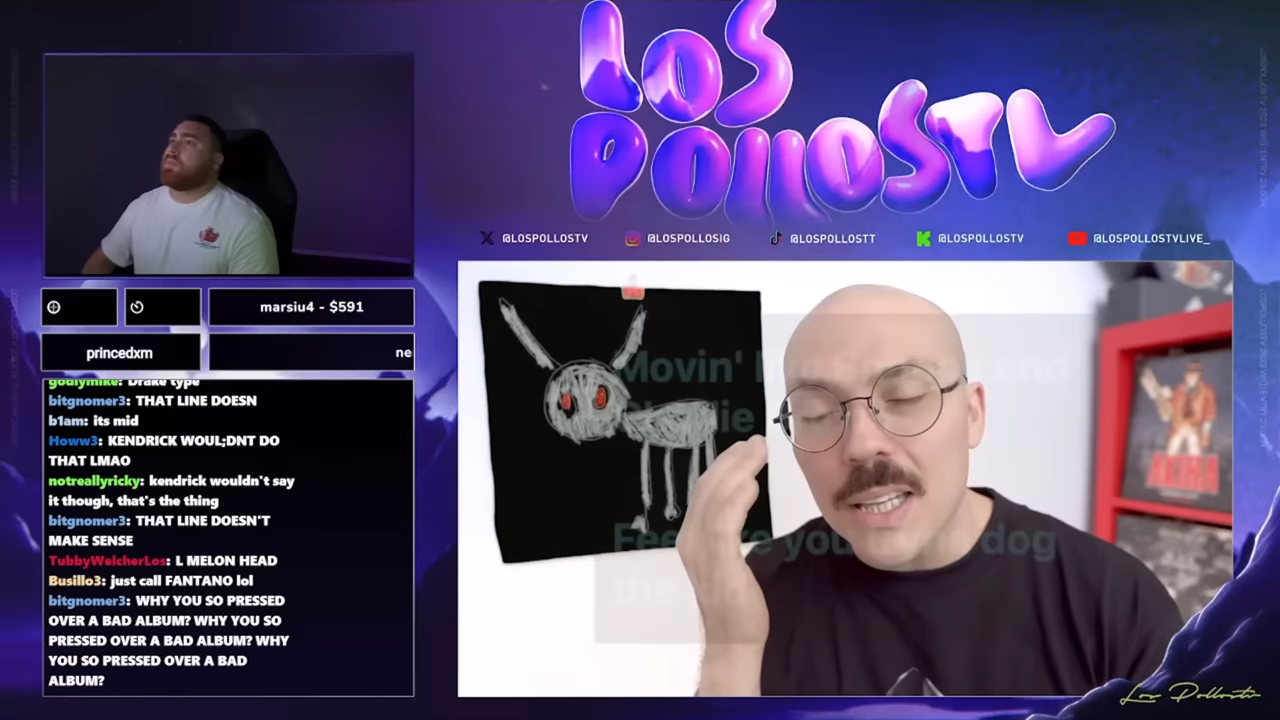 LOS
POLLOSTV
@LOSPOLLOSTV
@LOSPOLLOSIG
@LOSPOLLOSTT
@LOSPOLLOSTV
@LOSPOLLOSTVLIVE_
marsiu4 - $591
princedxm
ne
godlymike: Drake type
bitgnomer3: THAT LINE DOESN
b1am: its mid
Howw3: KENDRICK WOUL;DNT DO
THAT LMAO
notreallyricky: kendrick wouldn't say
it though, that's the thing
bitgnomer3: THAT LINE DOESN'T
MAKE SENSE
TubbyWelcherLos: L MELON HEAD
Busillo3: just call FANTANO lol
bitgnomer3: WHY YOU SO PRESSED
OVER A BAD ALBUM? WHY YOU SO
PRESSED OVER A BAD ALBUM? WHY
YOU SO PRESSED OVER A BAD
ALBUM?
Movin'
dog
AKIRA
Los Pollostv